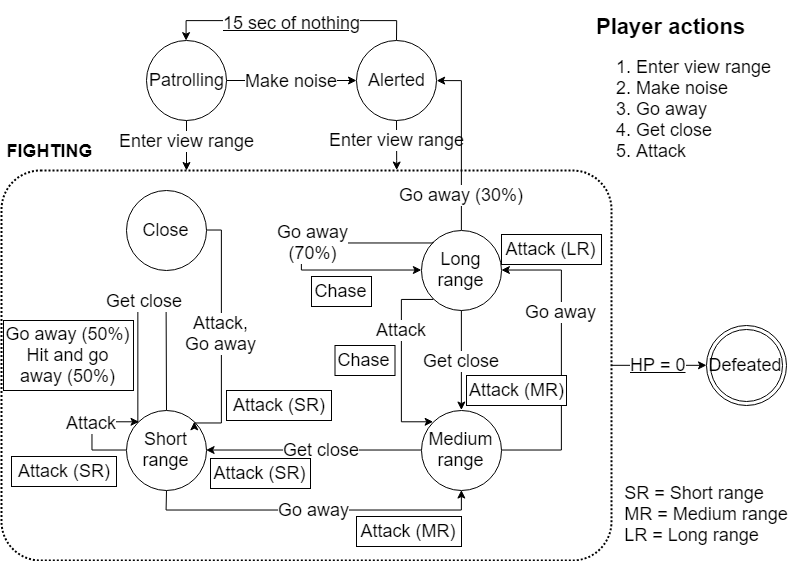 15 sec of nothing
Player actions
1. Enter view range
2. Make noise
3. Go away
4. Get close
5. Attack
Patrolling
Make noise
Alerted
Enter view range
Enter view range
FIGHTING
Go away (30%)
Close
Go away
(70%)
Long
range
Attack (LR)
Chase
Get close
Go away (50%)
Hit and go
away (50%)
Attack,
Go away
Attack
Go away
Chase
Get close
HP = 0
Defeated
Attack (MR)
Attack (SR)
Attack
Short
range
Get close
Medium
range
Attack (SR)
Attack (SR)
Go away
Attack (MR)
SR = Short range
MR = Medium range
LR = Long range